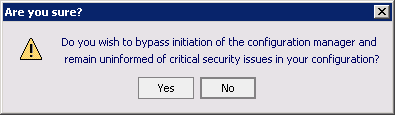 Are you sure?
Do you wish to bypass initiation of the configuration manager and
remain uninformed of critical security issues in your configuration?
Yes No